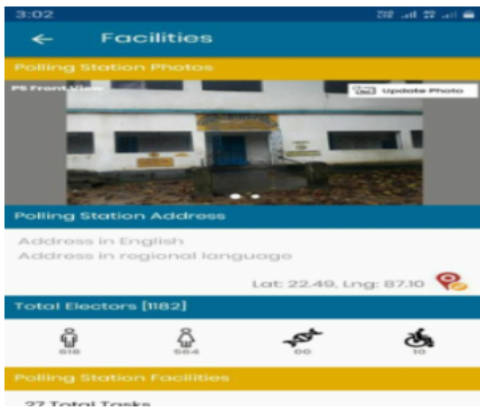 3:02
Facilities
Polling Station Photos
PS Front View
Update Photo
Polling Station Address
Address in English
Address in regional language
Lat: 22.49, Lng: 87.10
Total Electors [1182]
618 564 00 10
Polling Station Facilities
27 Total Tasks